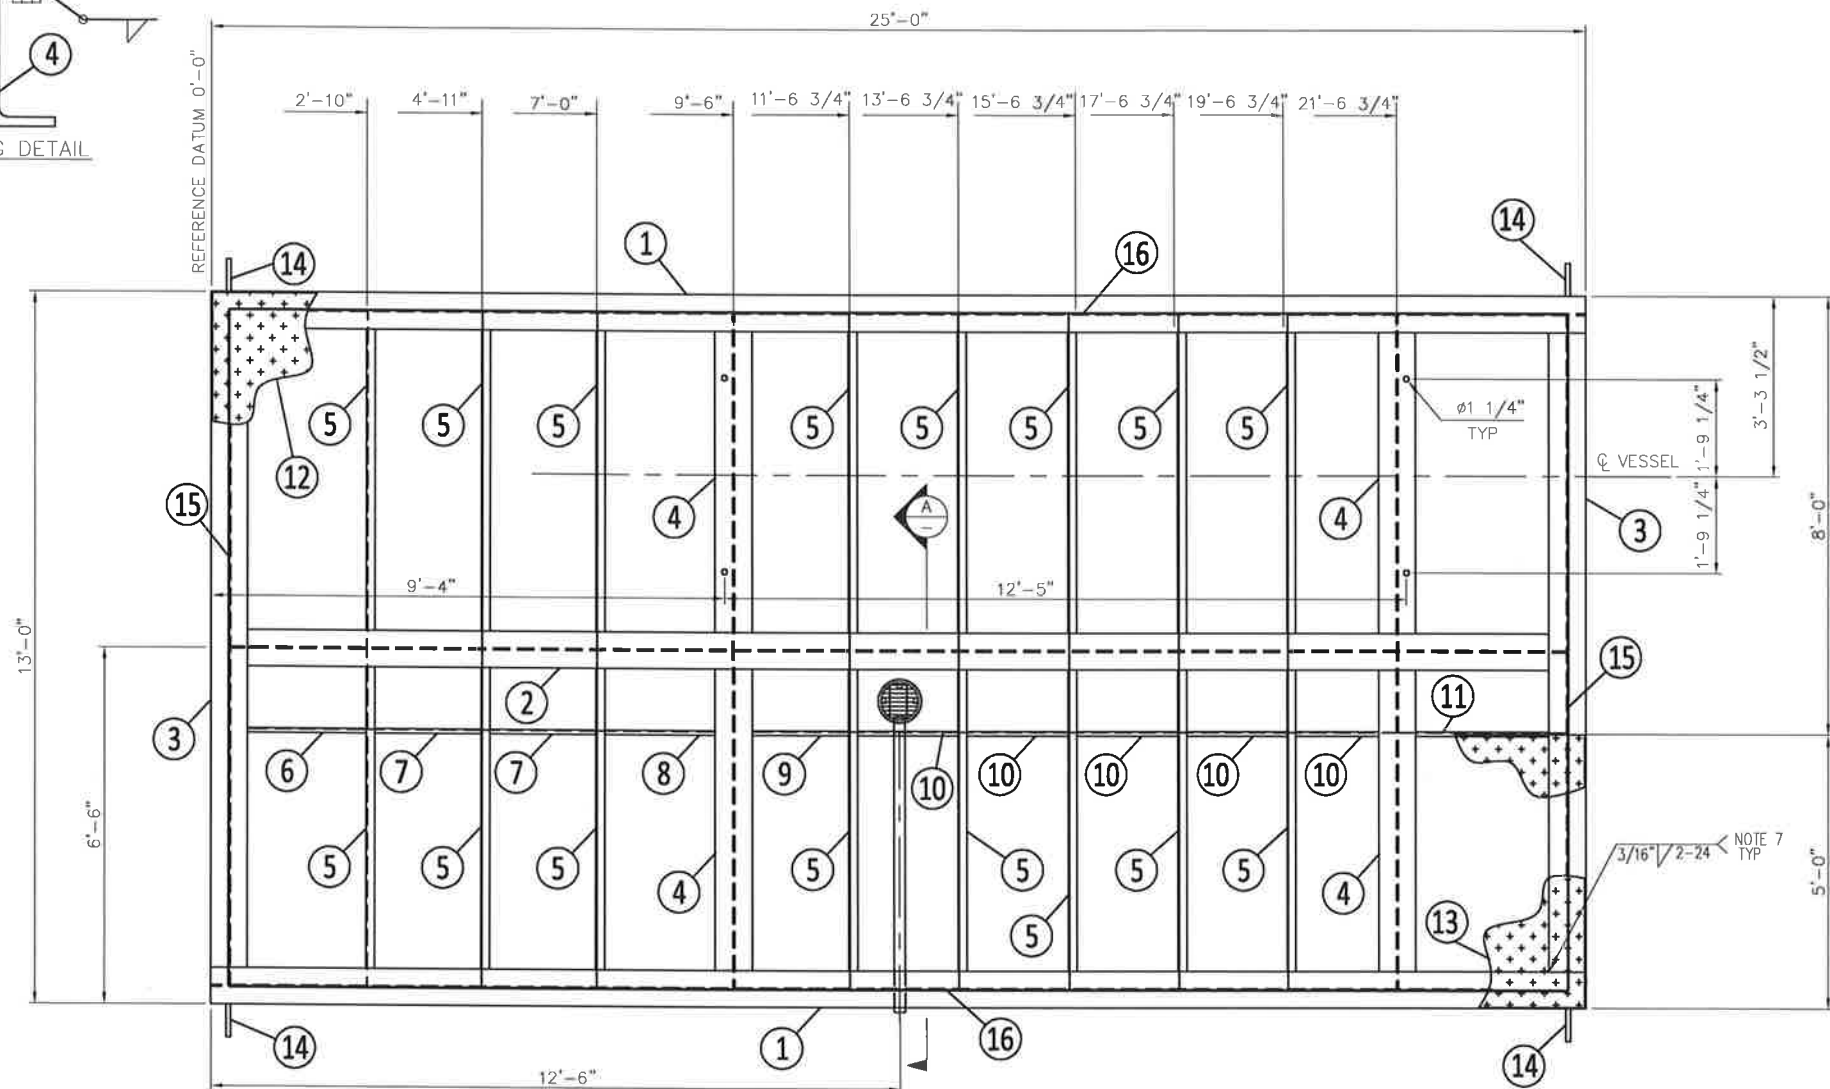 25'-0"
4
G DETAIL
REFERENCE DATUM 0'-0"
2'-10" 4'-11" 7'-0" 9'-6" 11'-6 3/4" 13'-6 3/4" 15'-6 3/4" 17'-6 3/4" 19'-6 3/4" 21'-6 3/4"
14 1 16 14
3'-3 1/2"
1'-9 1/4"
5 5 5 5 5 5 5 5
Ø1 1/4"
TYP
℄ VESSEL
12
15 4 A 4 3
–
1'-9 1/4"
8'-0"
9'-4" 12'-5"
13'-0"
15
2 11
3
6 7 7 8 9 10 10 10 10 10
6'-6"
5 5 5 4 5 5 5 5 4
5
3/16" 2-24 NOTE 7
TYP
5'-0"
13
14 1 16 14
12'-6"